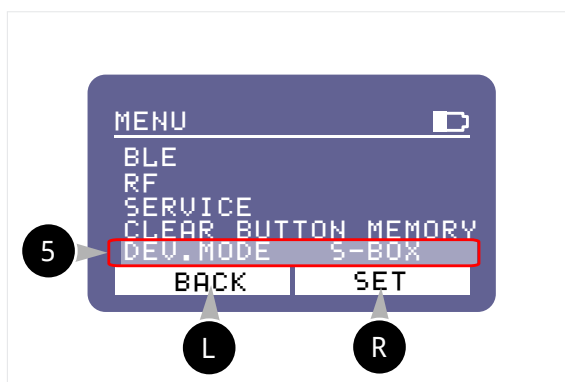 MENU
BLE
RF
SERVICE
CLEAR BUTTON MEMORY
5 DEV.MODE S-BOX
BACK SET
L R